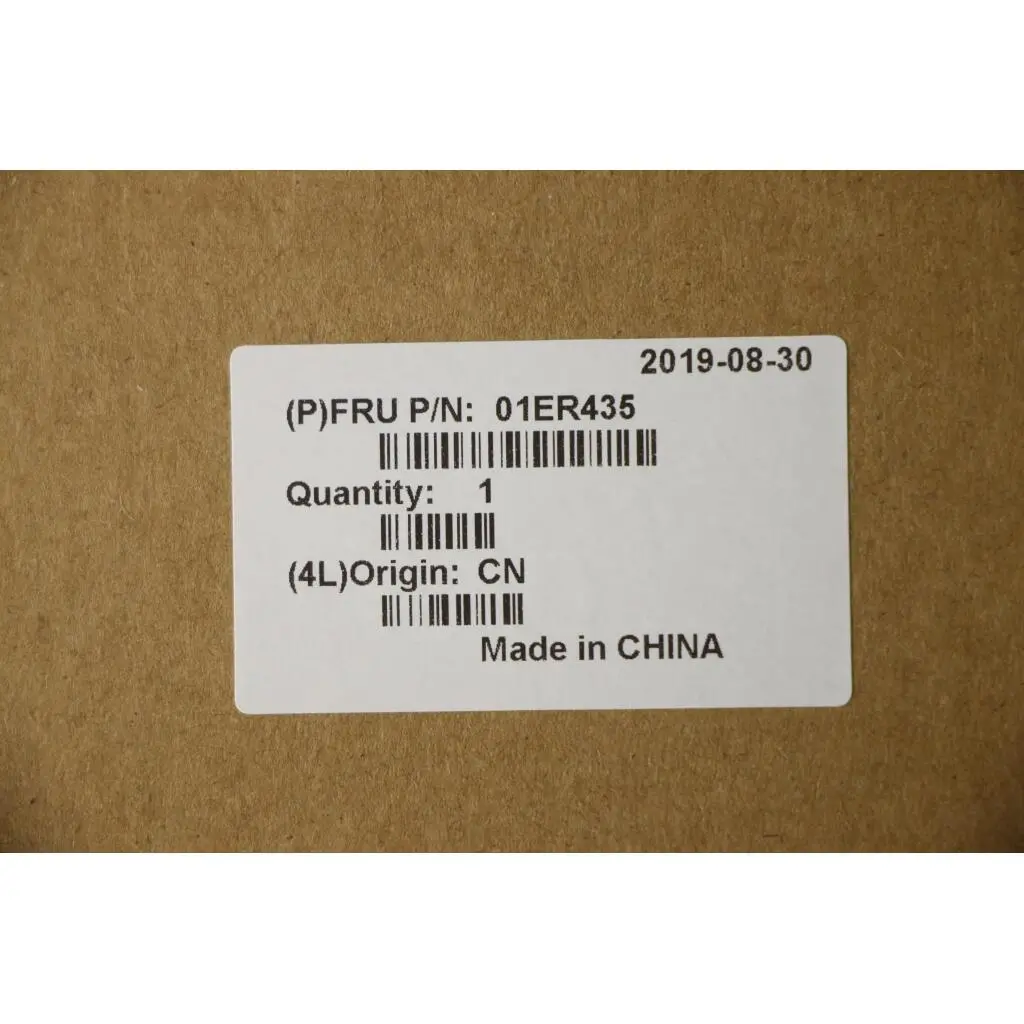 2019-08-30
(P)FRU P/N: 01ER435
Quantity: 1
(4L)Origin: CN
Made in CHINA